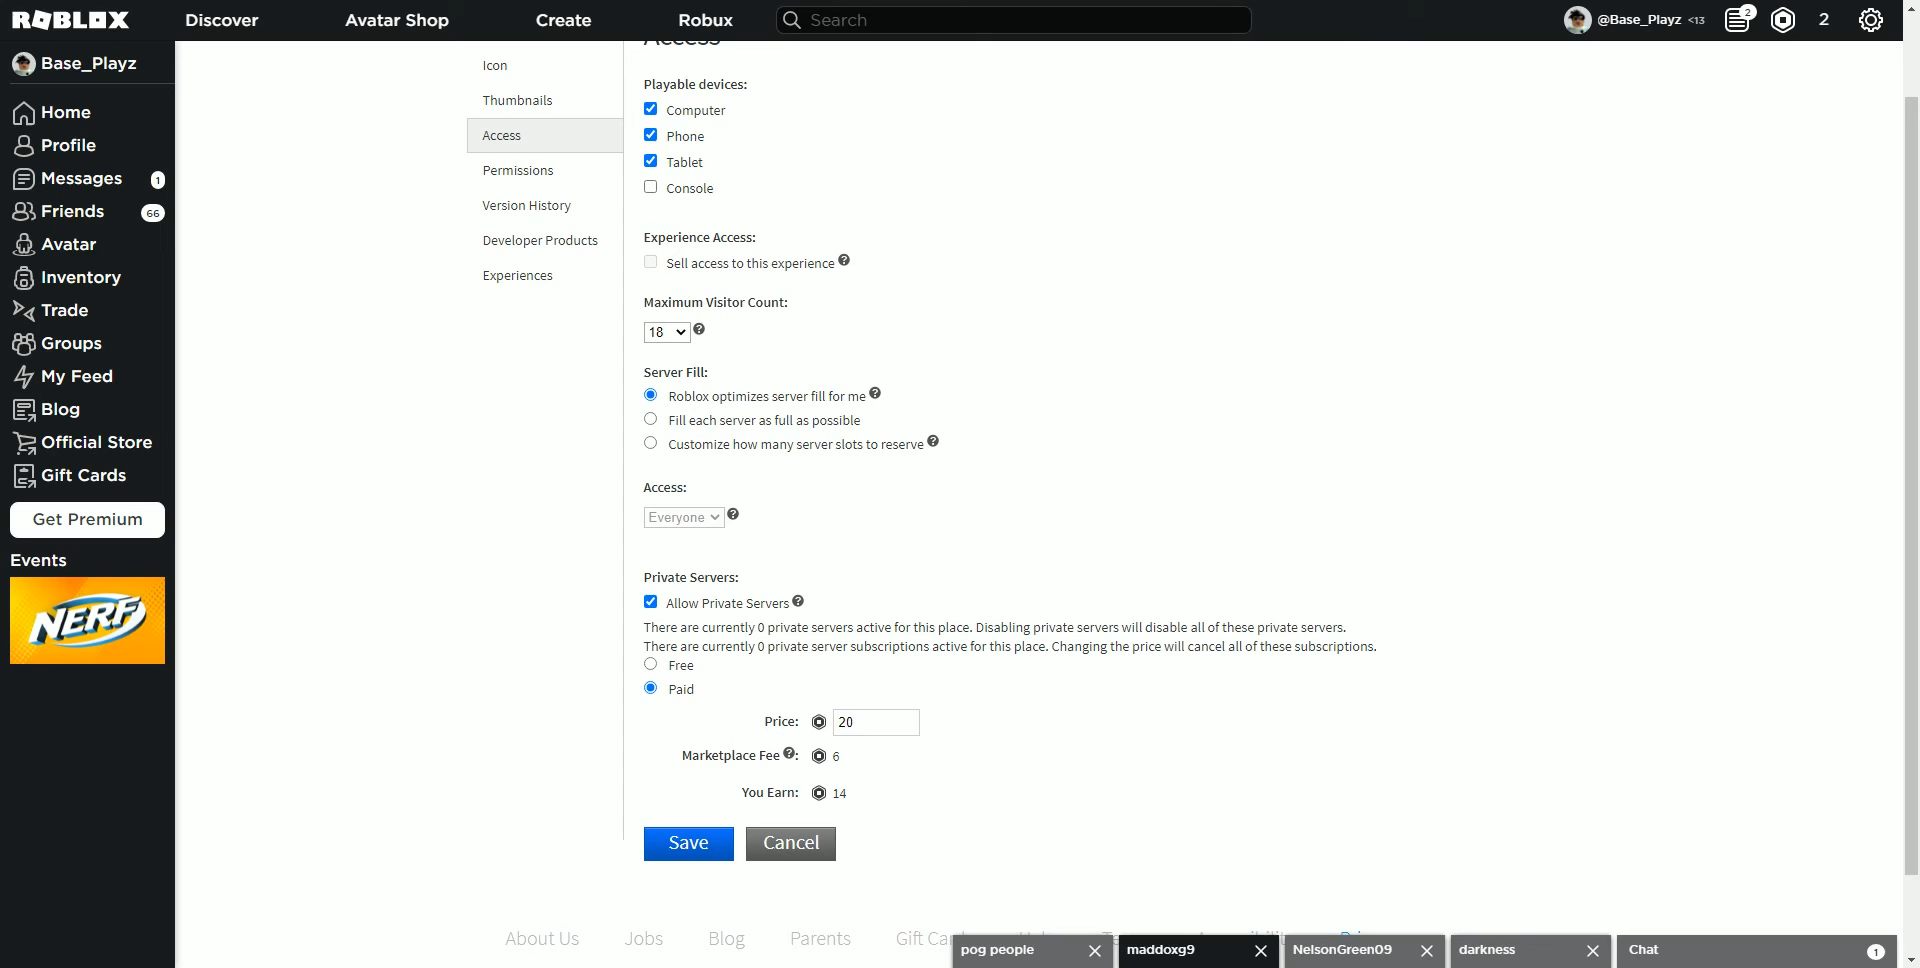 ROBLOX
Discover
Avatar Shop
Create
Robux
Search
@Base_Playz <13
2
2
Base_Playz
Home
Profile
Messages 1
Friends 66
Avatar
Inventory
Trade
Groups
My Feed
Blog
Official Store
Gift Cards
Get Premium
Events
NERF
Icon
Thumbnails
Access
Permissions
Version History
Developer Products
Experiences
Access
Playable devices:
Computer
Phone
Tablet
Console
Experience Access:
Sell access to this experience ?
Maximum Visitor Count:
18 ?
Server Fill:
Roblox optimizes server fill for me ?
Fill each server as full as possible
Customize how many server slots to reserve ?
Access:
Everyone ?
Private Servers:
Allow Private Servers ?
There are currently 0 private servers active for this place. Disabling private servers will disable all of these private servers.
There are currently 0 private server subscriptions active for this place. Changing the price will cancel all of these subscriptions.
Free
Paid
Price: 20
Marketplace Fee ?: 6
You Earn: 14
Save
Cancel
About Us
Jobs
Blog
Parents
Gift Car
pog people
maddoxg9
NelsonGreen09
darkness
Chat 1